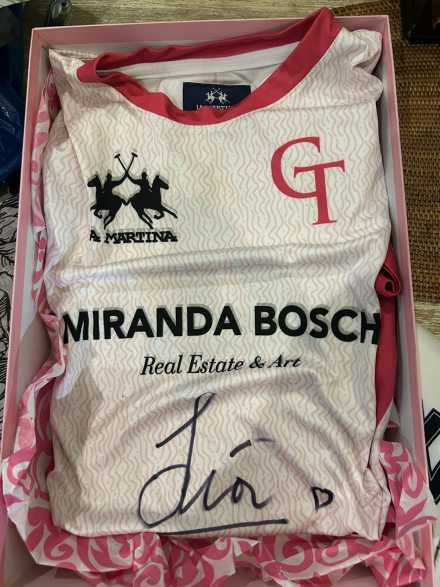 GT
LA MARTINA
MIRANDA BOSCH
Real Estate & Art